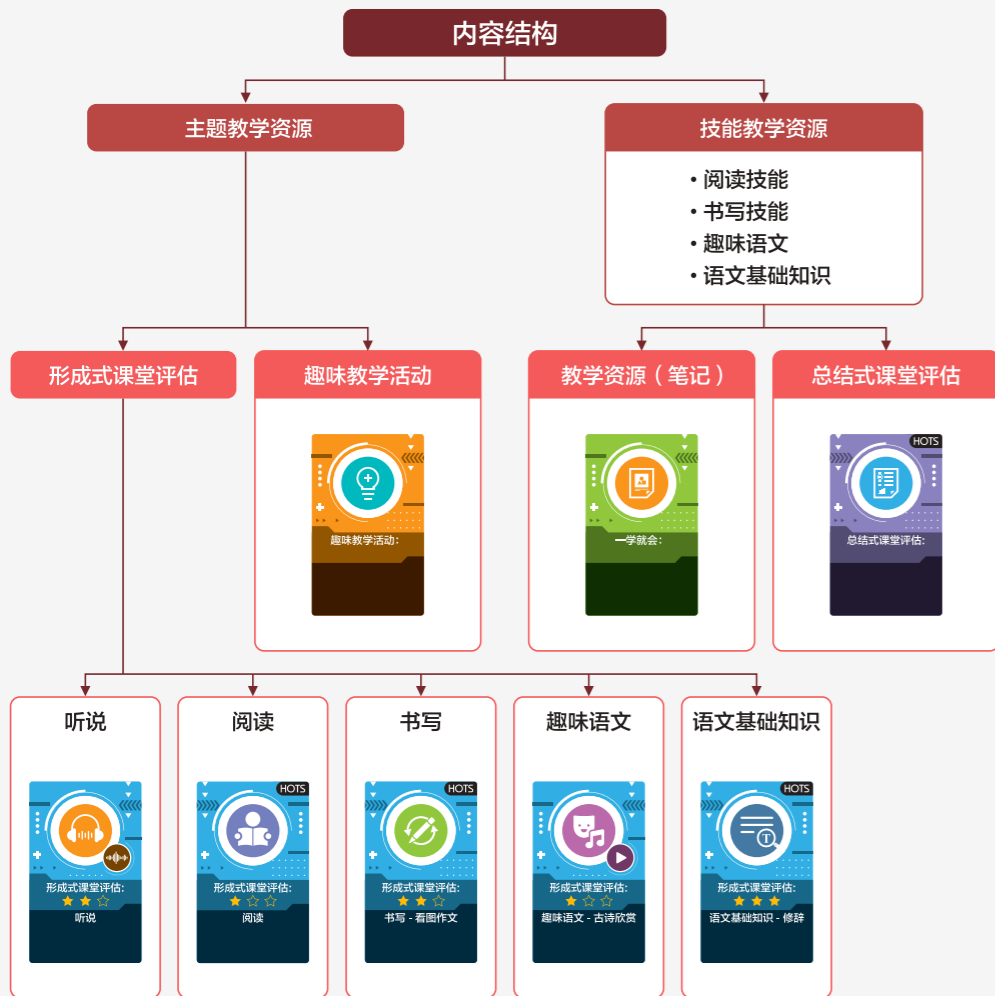 内容结构
主题教学资源
技能教学资源
• 阅读技能
• 书写技能
• 趣味语文
• 语文基础知识
形成式课堂评估
趣味教学活动
教学资源（笔记）
总结式课堂评估
趣味教学活动：
一学就会：
HOTS
总结式课堂评估：
听说
阅读
书写
趣味语文
语文基础知识
形成式课堂评估：
听说
HOTS
形成式课堂评估：
阅读
HOTS
形成式课堂评估：
书写 - 看图作文
形成式课堂评估：
趣味语文 - 古诗欣赏
HOTS
T
形成式课堂评估：
语文基础知识 - 修辞